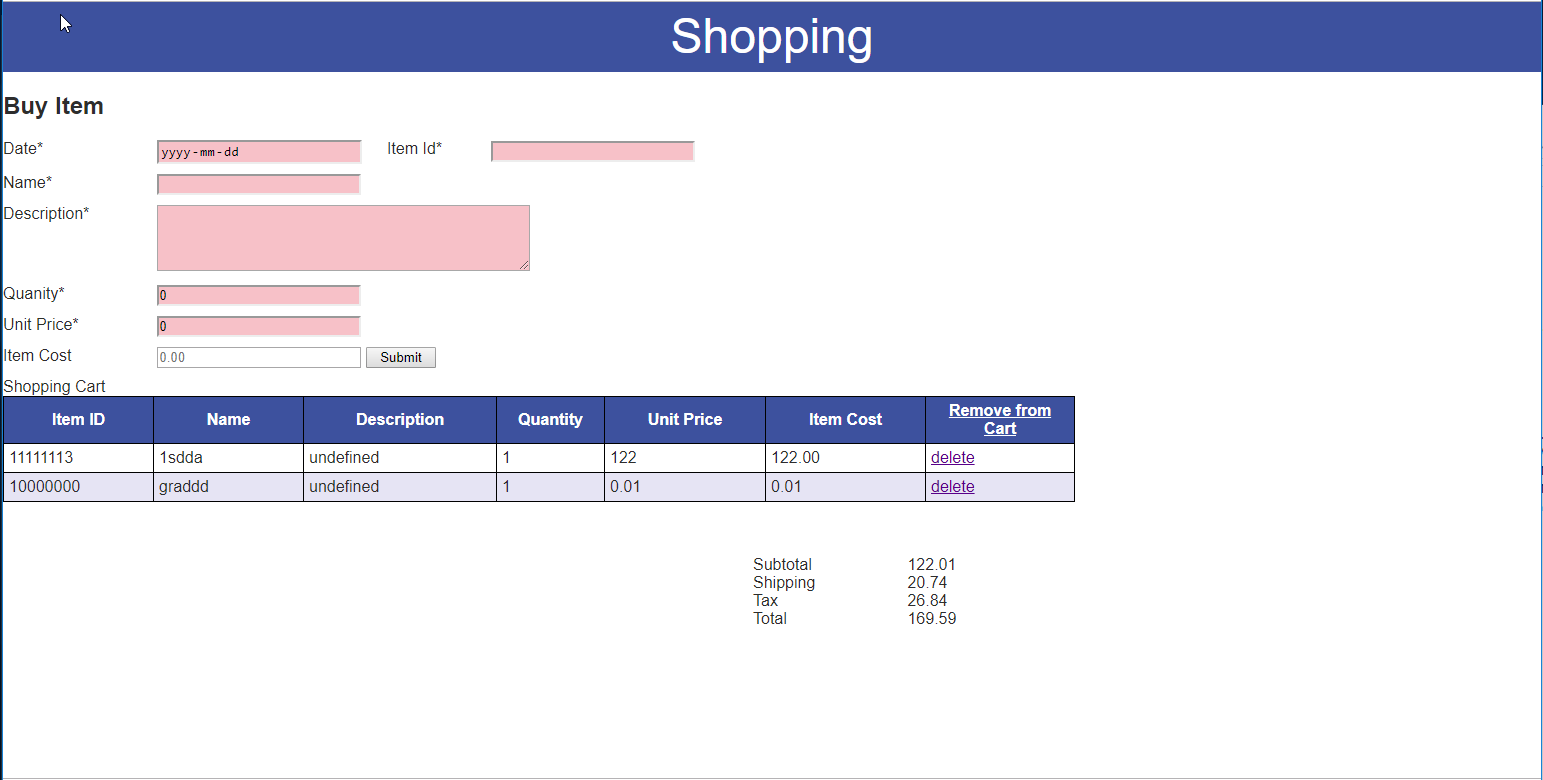 Shopping
Buy Item
Date* yyyy-mm-dd Item Id*
Name*
Description*
Quanity* 0
Unit Price* 0
Item Cost 0.00 Submit
Shopping Cart
Item ID Name Description Quantity Unit Price Item Cost Remove from Cart
11111113 1sdda undefined 1 122 122.00 delete
10000000 graddd undefined 1 0.01 0.01 delete
Subtotal 122.01
Shipping 20.74
Tax 26.84
Total 169.59